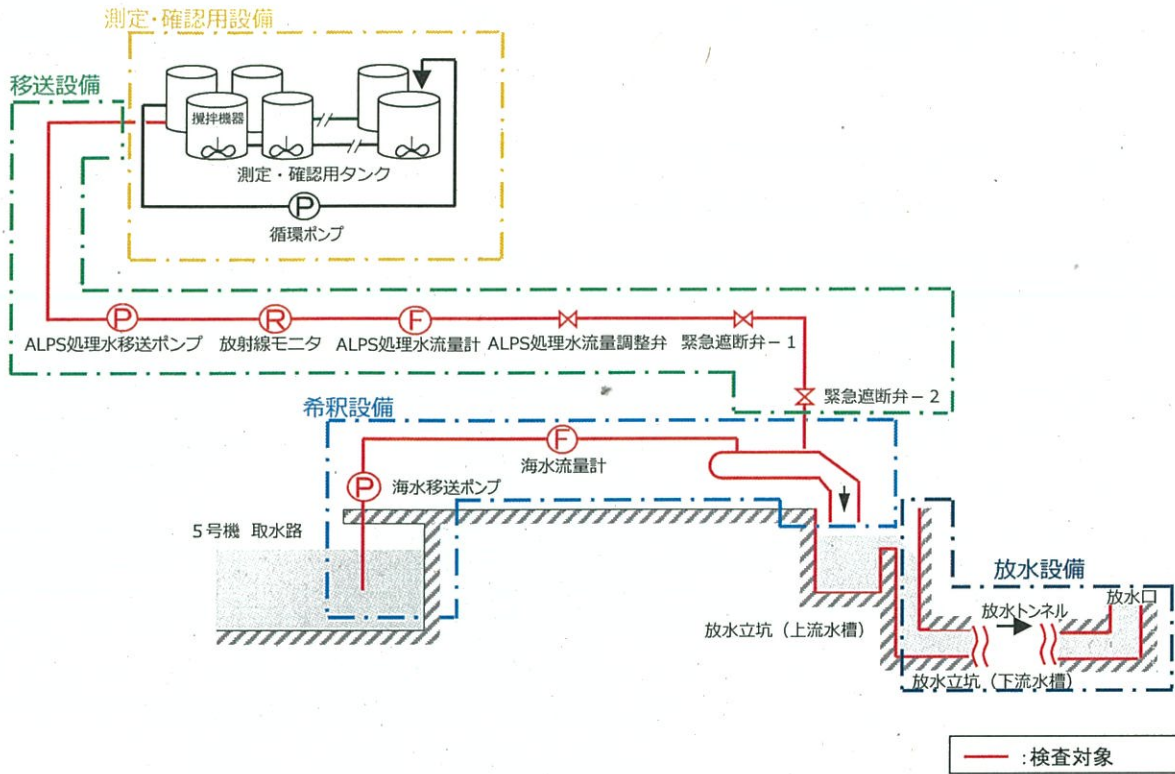 測定・確認用設備
移送設備
攪拌機器
測定・確認用タンク
P
循環ポンプ
P
R
F
ALPS処理水移送ポンプ
放射線モニタ
ALPS処理水流量計
ALPS処理水流量調整弁
緊急遮断弁-1
緊急遮断弁-2
希釈設備
F
海水流量計
P
海水移送ポンプ
5号機 取水路
放水設備
放水口
放水トンネル
放水立坑（上流水槽）
放水立坑（下流水槽）
:検査対象